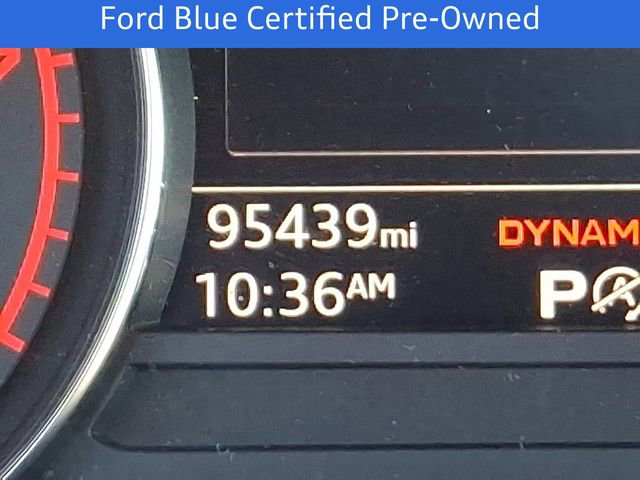 Ford Blue Certified Pre-Owned
95439mi
DYNAM
10:36AM
P